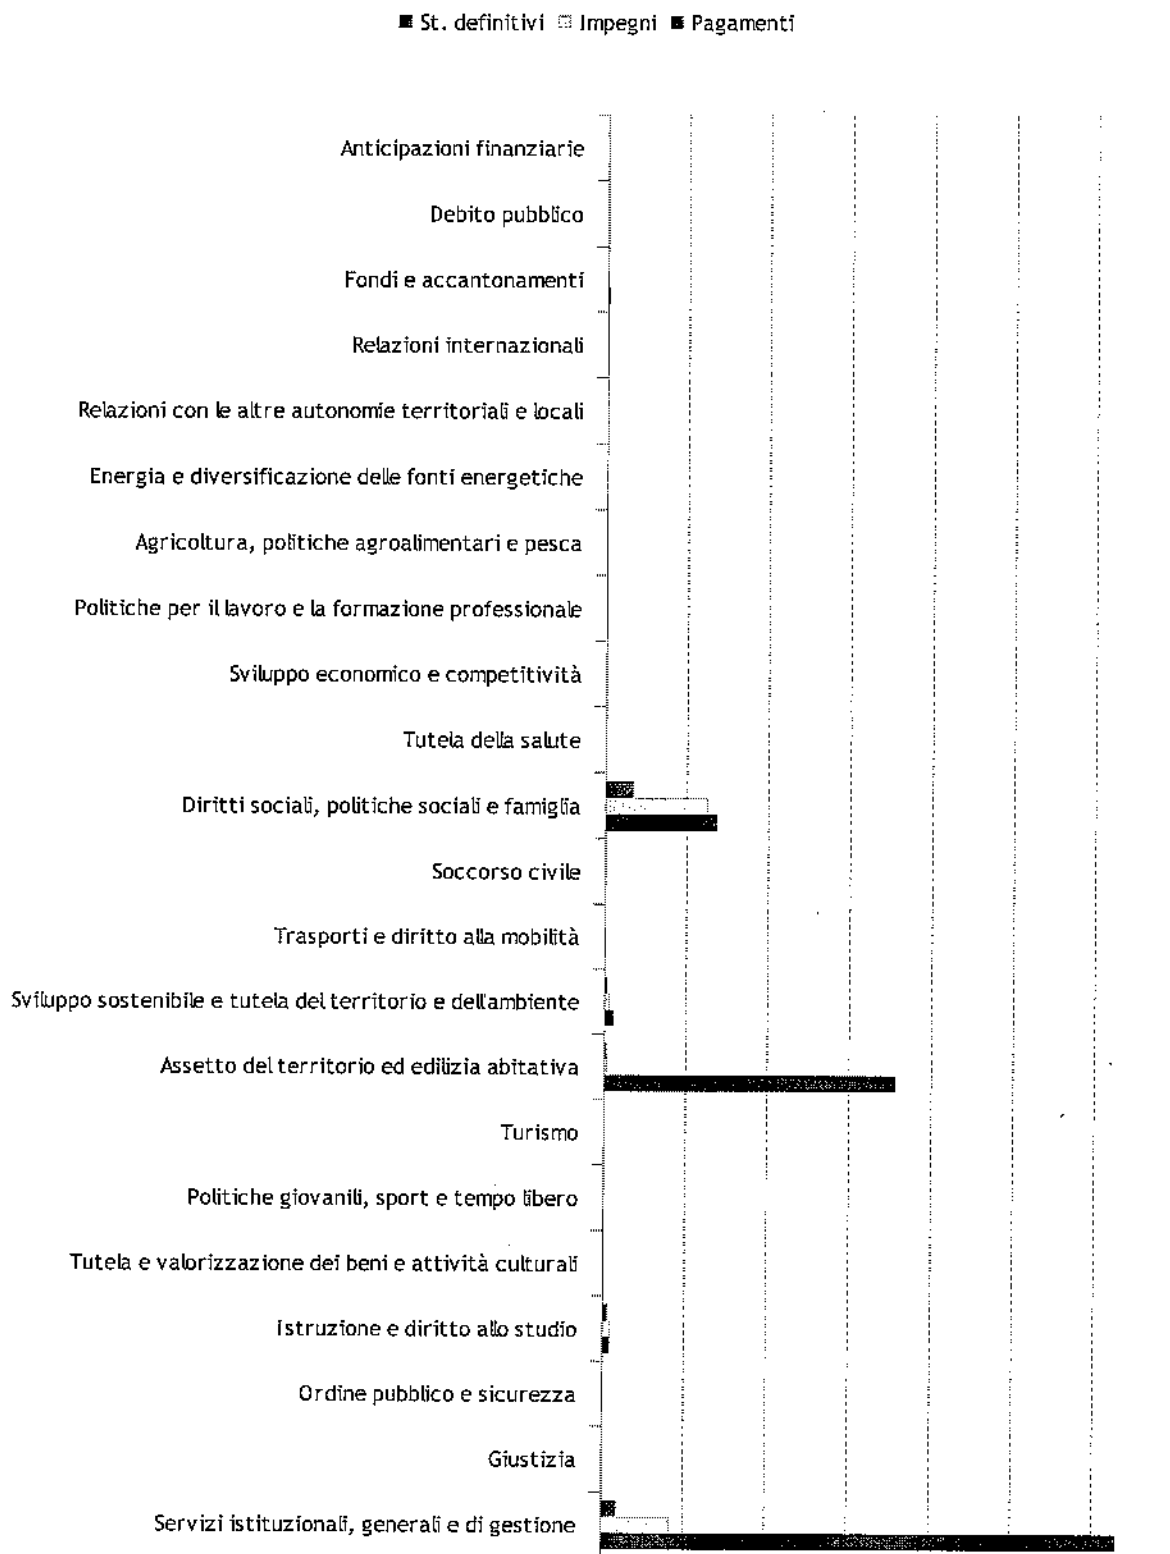 St. definitivi Impegni Pagamenti
Anticipazioni finanziarie
Debito pubblico
Fondi e accantonamenti
Relazioni internazionali
Relazioni con le altre autonomie territoriali e locali
Energia e diversificazione delle fonti energetiche
Agricoltura, politiche agroalimentari e pesca
Politiche per il lavoro e la formazione professionale
Sviluppo economico e competitività
Tutela della salute
Diritti sociali, politiche sociali e famiglia
Soccorso civile
Trasporti e diritto alla mobilità
Sviluppo sostenibile e tutela del territorio e dell'ambiente
Assetto del territorio ed edilizia abitativa
Turismo
Politiche giovanili, sport e tempo libero
Tutela e valorizzazione dei beni e attività culturali
Istruzione e diritto allo studio
Ordine pubblico e sicurezza
Giustizia
Servizi istituzionali, generali e di gestione